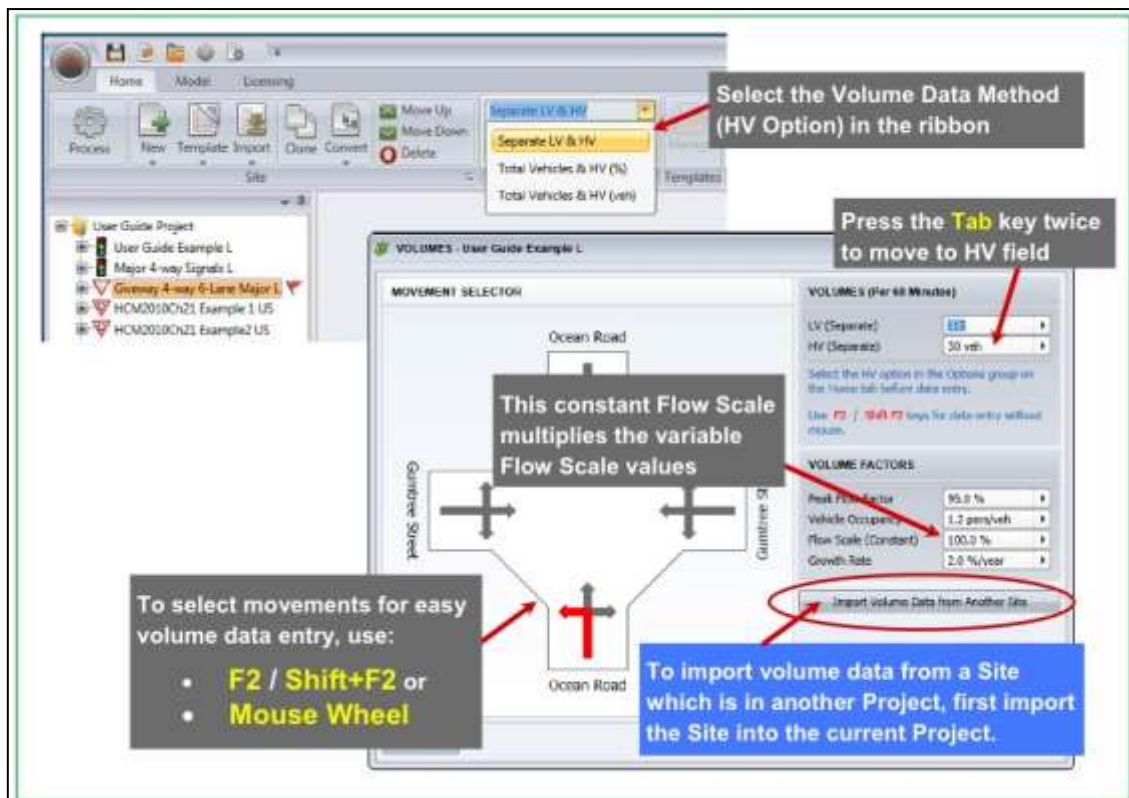 Home Model Licensing
Process
New Template Import Clone Convert
Move Up
Move Down
Delete
Site
Separate LV & HV
Separate LV & HV
Total Vehicles & HV (%)
Total Vehicles & HV (veh)
Templates
Select the Volume Data Method
(HV Option) in the ribbon
User Guide Project
User Guide Example L
Major 4-way Signals L
Giveway 4-way 6-Lane Major L
HCM2010Ch21 Example 1 US
HCM2010Ch21 Example2 US
Press the Tab key twice
to move to HV field
VOLUMES - User Guide Example L
MOVEMENT SELECTOR
Ocean Road
Gumtree Street
Gumtree St
Ocean Road
VOLUMES (Per 60 Minutes)
LV (Separate)
HV (Separate) 30 veh
Select the HV option in the Options group on
the Home tab before data entry.
Use F2 / Shift F2 keys for data entry without
mouse.
This constant Flow Scale
multiplies the variable
Flow Scale values
VOLUME FACTORS
Peak Flow Factor 95.0 %
Vehicle Occupancy 1.2 pers/veh
Flow Scale (Constant) 100.0 %
Growth Rate 2.0 %/year
Import Volume Data from Another Site
To select movements for easy
volume data entry, use:
• F2 / Shift+F2 or
• Mouse Wheel
To import volume data from a Site
which is in another Project, first import
the Site into the current Project.